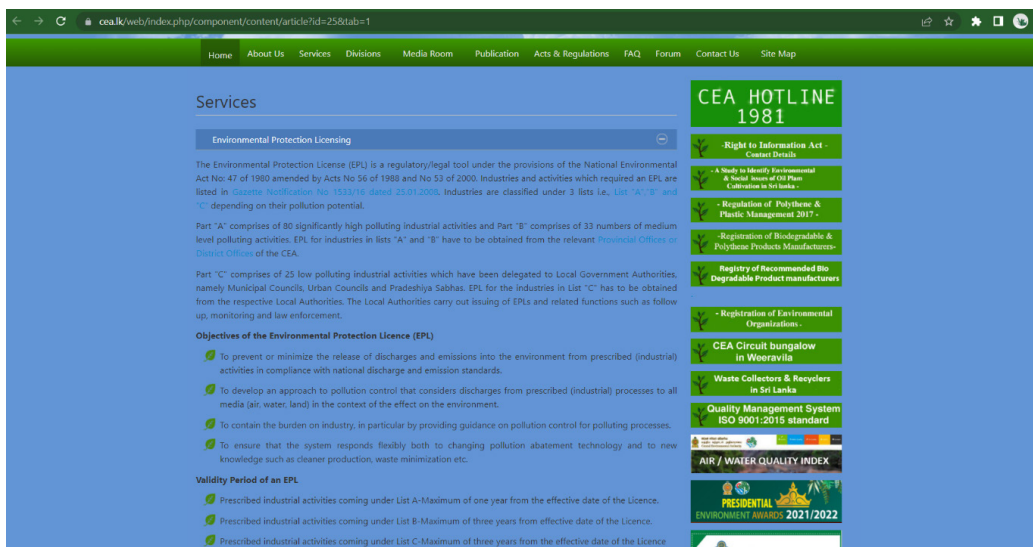 cea.lk/web/index.php/component/content/article?id=25&tab=1
Home About Us Services Divisions Media Room Publication Acts & Regulations FAQ Forum Contact Us Site Map
Services
Environmental Protection Licensing
The Environmental Protection License (EPL) is a regulatory/legal tool under the provisions of the National Environmental
Act No: 47 of 1980 amended by Acts No 56 of 1988 and No 53 of 2000. Industries and activities which required an EPL are
listed in Gazette Notification No 1533/16 dated 25.01.2008. Industries are classified under 3 lists i.e., List "A","B" and
"C" depending on their pollution potential.
Part "A" comprises of 80 significantly high polluting industrial activities and Part "B" comprises of 33 numbers of medium
level polluting activities. EPL for industries in lists "A" and "B" have to be obtained from the relevant Provincial Offices or
District Offices of the CEA.
Part "C" comprises of 25 low polluting industrial activities which have been delegated to Local Government Authorities,
namely Municipal Councils, Urban Councils and Pradeshiya Sabhas. EPL for the industries in List "C" has to be obtained
from the respective Local Authorities. The Local Authorities carry out issuing of EPLs and related functions such as follow
up, monitoring and law enforcement.
Objectives of the Environmental Protection Licence (EPL)
To prevent or minimize the release of discharges and emissions into the environment from prescribed (industrial)
activities in compliance with national discharge and emission standards.
To develop an approach to pollution control that considers discharges from prescribed (industrial) processes to all
media (air, water, land) in the context of the effect on the environment.
To contain the burden on industry, in particular by providing guidance on pollution control for polluting processes.
To ensure that the system responds flexibly both to changing pollution abatement technology and to new
knowledge such as cleaner production, waste minimization etc.
Validity Period of an EPL
Prescribed industrial activities coming under List A-Maximum of one year from the effective date of the Licence.
Prescribed industrial activities coming under List B-Maximum of three years from effective date of the Licence.
Prescribed industrial activities coming under List C-Maximum of three years from the effective date of the Licence
CEA HOTLINE
1981
-Right to Information Act -
Contact Details
- A Study to Identify Environmental
& Social issues of Oil Plam
Cultivation in Sri lanka -
- Regulation of Polythene &
Plastic Management 2017 -
-Registration of Biodegradable &
Polythene Products Manufacturers-
Registry of Recommended Bio
Degradable Product manufacturers
- Registration of Environmental
Organizations -
CEA Circuit bungalow
in Weeravila
Waste Collectors & Recyclers
in Sri Lanka
Quality Management System
ISO 9001:2015 standard
AIR / WATER QUALITY INDEX
PRESIDENTIAL
ENVIRONMENT AWARDS 2021/2022